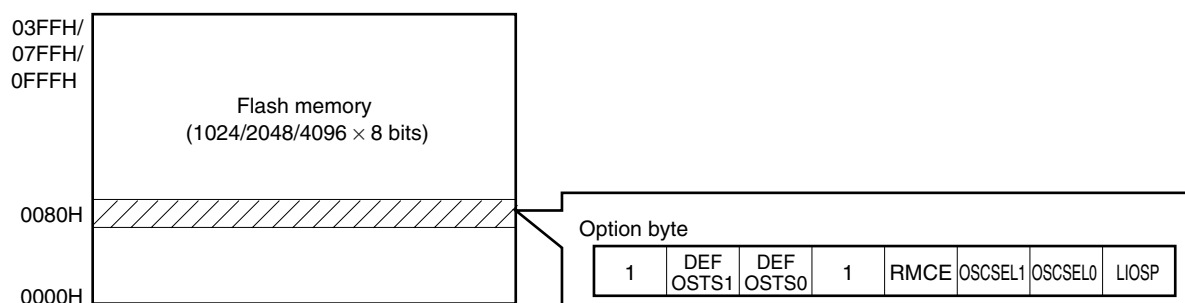 03FFH/
07FFH/
0FFFH
Flash memory
(1024/2048/4096 × 8 bits)
0080H
Option byte
1 DEF OSTS1 DEF OSTS0 1 RMCE OSCSEL1 OSCSEL0 LIOSP
0000H